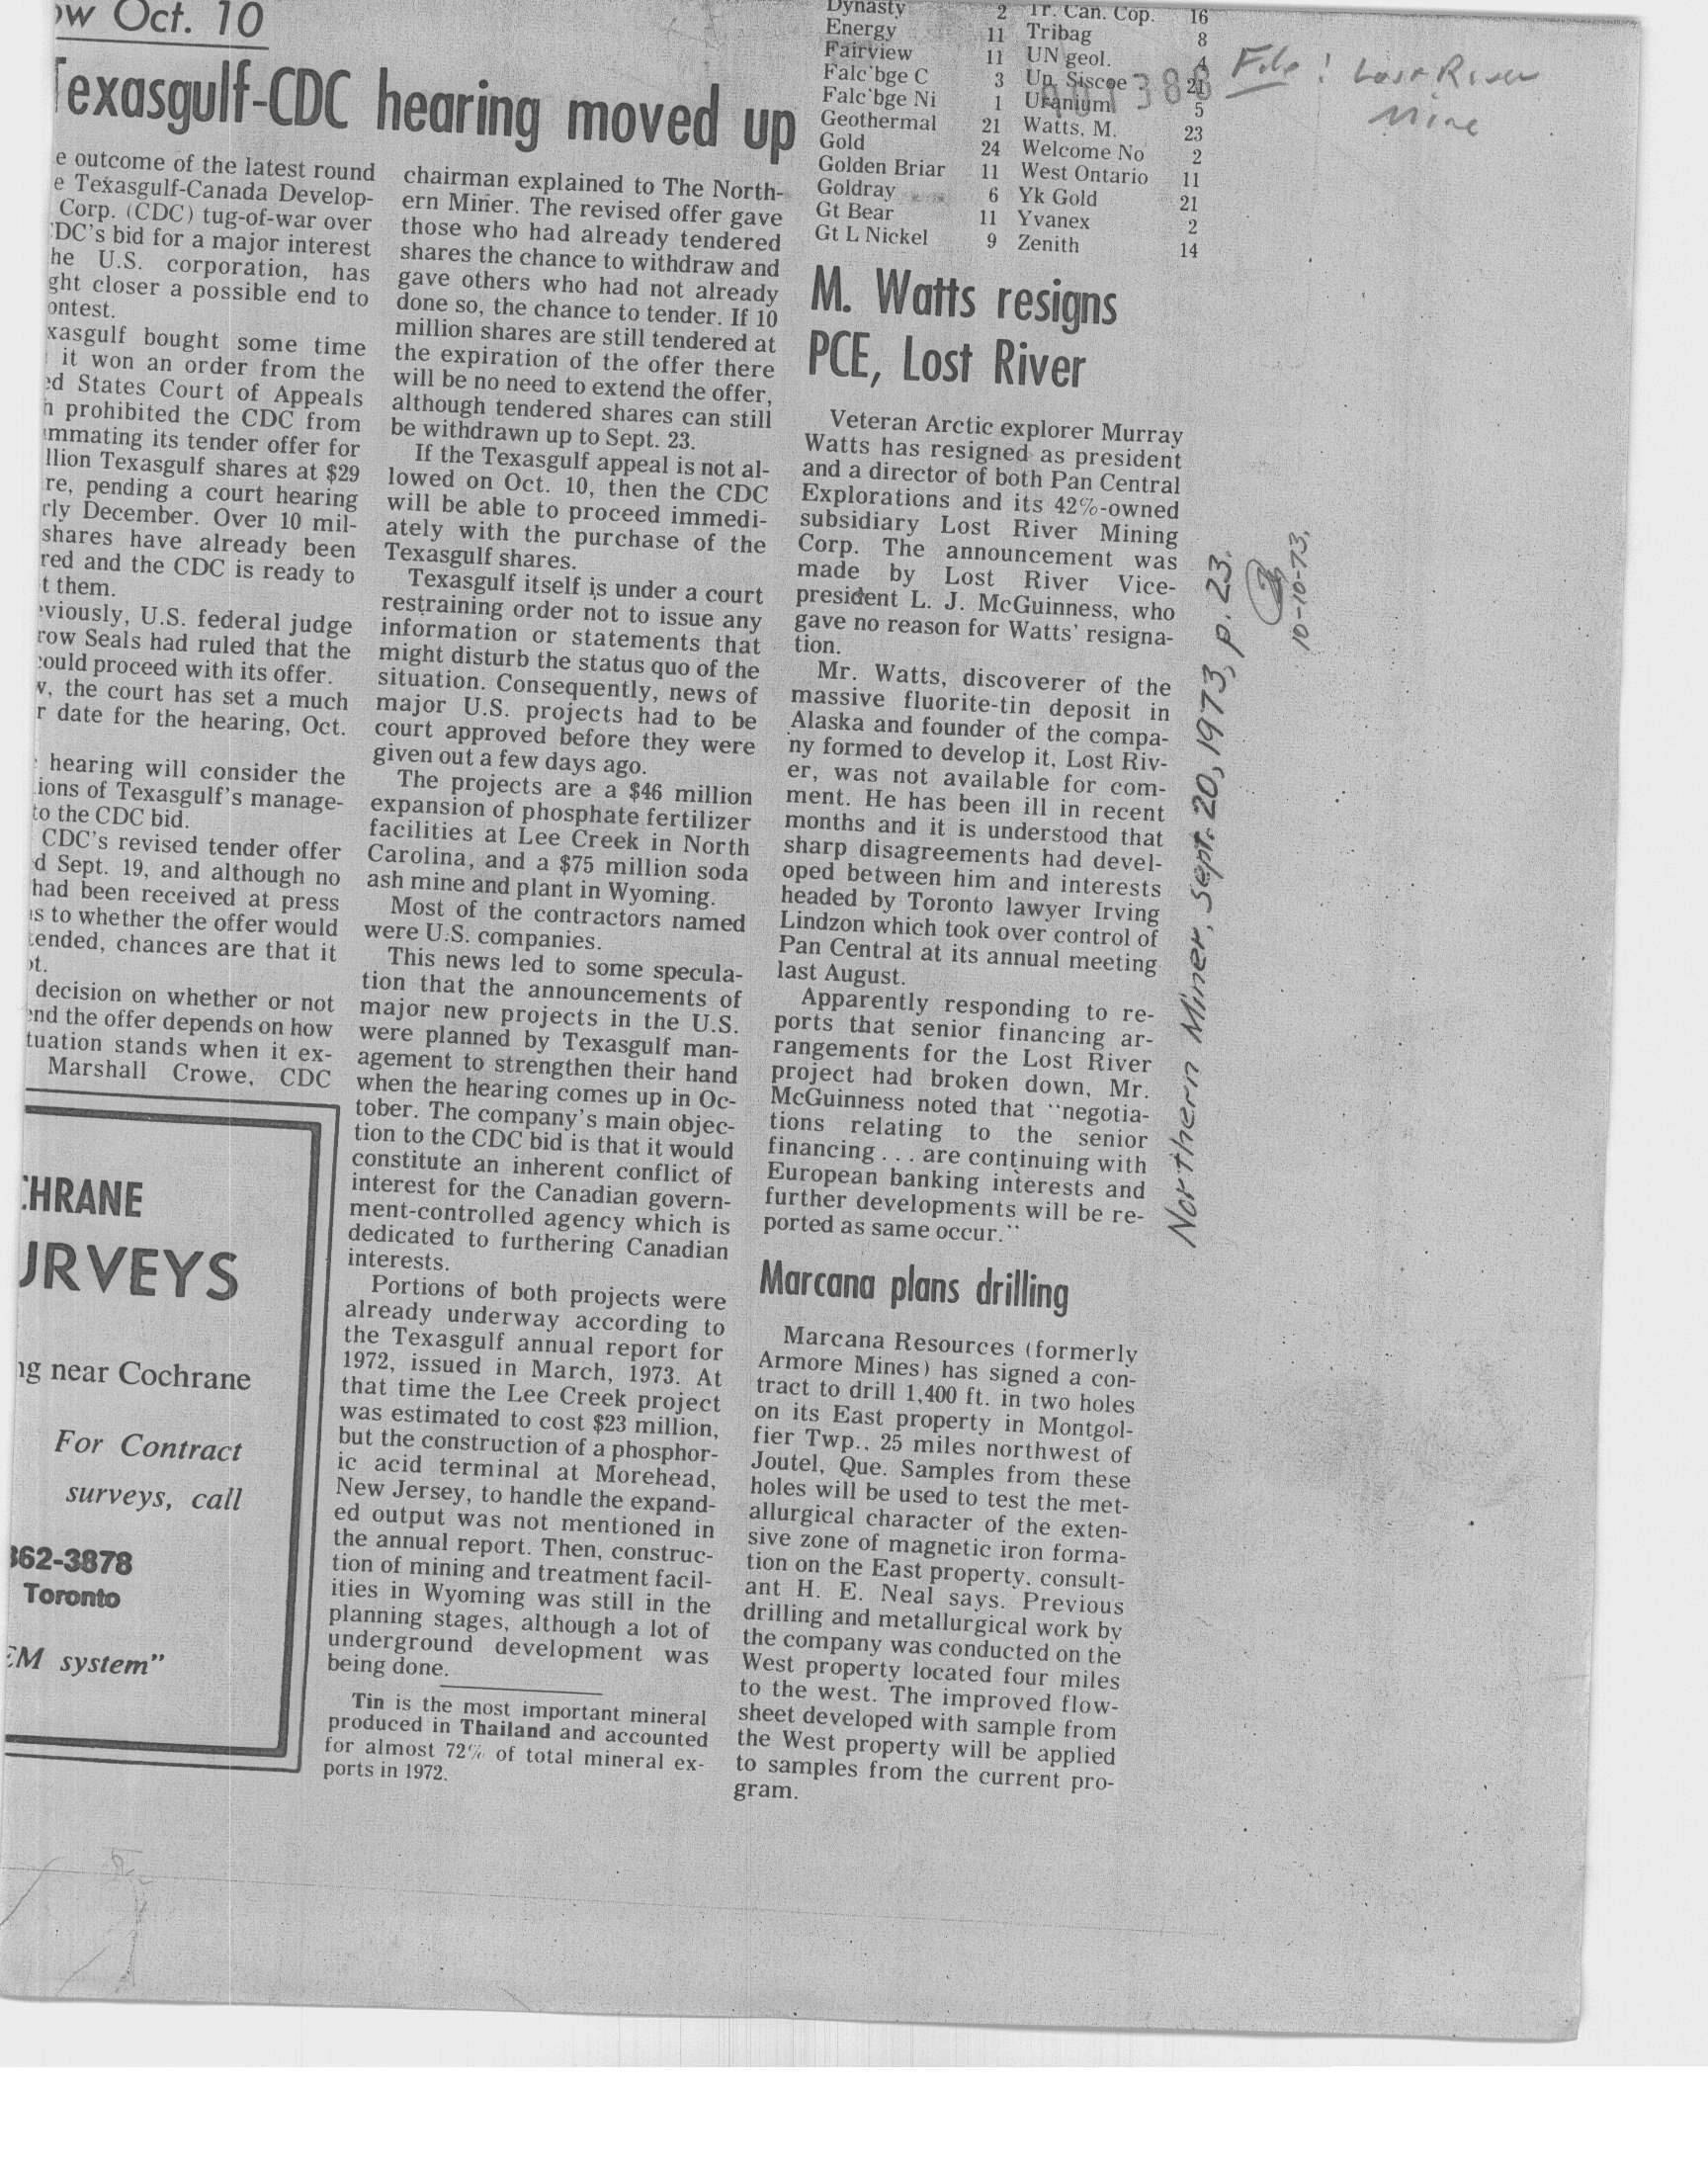 ow Oct. 10
Texasgulf-CDC hearing moved up
e outcome of the latest round
e Texasgulf-Canada Develop-
Corp. (CDC) tug-of-war over
CDC's bid for a major interest
he U.S. corporation, has
ght closer a possible end to
ontest.
xasgulf bought some time
it won an order from the
ed States Court of Appeals
h prohibited the CDC from
mmating its tender offer for
llion Texasgulf shares at $29
re, pending a court hearing
rly December. Over 10 mil-
shares have already been
red and the CDC is ready to
t them.
eviously, U.S. federal judge
row Seals had ruled that the
could proceed with its offer.
w, the court has set a much
r date for the hearing, Oct.
hearing will consider the
ions of Texasgulf's manage-
to the CDC bid.
CDC's revised tender offer
d Sept. 19, and although no
had been received at press
as to whether the offer would
tended, chances are that it
ot.
decision on whether or not
end the offer depends on how
tuation stands when it ex-
Marshall Crowe, CDC
CHRANE
URVEYS
ng near Cochrane
For Contract
surveys, call
362-3878
Toronto
EM system"
chairman explained to The North-
ern Miner. The revised offer gave
those who had already tendered
shares the chance to withdraw and
gave others who had not already
done so, the chance to tender. If 10
million shares are still tendered at
the expiration of the offer there
will be no need to extend the offer,
although tendered shares can still
be withdrawn up to Sept. 23.
If the Texasgulf appeal is not al-
lowed on Oct. 10, then the CDC
will be able to proceed immedi-
ately with the purchase of the
Texasgulf shares.
Texasgulf itself is under a court
restraining order not to issue any
information or statements that
might disturb the status quo of the
situation. Consequently, news of
major U.S. projects had to be
court approved before they were
given out a few days ago.
The projects are a $46 million
expansion of phosphate fertilizer
facilities at Lee Creek in North
Carolina, and a $75 million soda
ash mine and plant in Wyoming.
Most of the contractors named
were U.S. companies.
This news led to some specula-
tion that the announcements of
major new projects in the U.S.
were planned by Texasgulf man-
agement to strengthen their hand
when the hearing comes up in Oc-
tober. The company's main objec-
tion to the CDC bid is that it would
constitute an inherent conflict of
interest for the Canadian govern-
ment-controlled agency which is
dedicated to furthering Canadian
interests.
Portions of both projects were
already underway according to
the Texasgulf annual report for
1972, issued in March, 1973. At
that time the Lee Creek project
was estimated to cost $23 million,
but the construction of a phosphor-
ic acid terminal at Morehead,
New Jersey, to handle the expand-
ed output was not mentioned in
the annual report. Then, construc-
tion of mining and treatment facil-
ities in Wyoming was still in the
planning stages, although a lot of
underground development was
being done.
Tin is the most important mineral
produced in Thailand and accounted
for almost 72% of total mineral ex-
ports in 1972.
Dynasty 2 Tr. Can. Cop. 16
Energy 11 Tribag 8
Fairview 11 UN geol. 4
Falc'bge C 3 Un. Siscoe 21
Falc'bge Ni 1 Uranium 5
Geothermal 21 Watts, M. 23
Gold 24 Welcome No 2
Golden Briar 11 West Ontario 11
Goldray 6 Yk Gold 21
Gt Bear 11 Yvanex 2
Gt L Nickel 9 Zenith 14
M. Watts resigns
PCE, Lost River
Veteran Arctic explorer Murray
Watts has resigned as president
and a director of both Pan Central
Explorations and its 42%-owned
subsidiary Lost River Mining
Corp. The announcement was
made by Lost River Vice-
president L. J. McGuinness, who
gave no reason for Watts' resigna-
tion.
Mr. Watts, discoverer of the
massive fluorite-tin deposit in
Alaska and founder of the compa-
ny formed to develop it, Lost Riv-
er, was not available for com-
ment. He has been ill in recent
months and it is understood that
sharp disagreements had devel-
oped between him and interests
headed by Toronto lawyer Irving
Lindzon which took over control of
Pan Central at its annual meeting
last August.
Apparently responding to re-
ports that senior financing ar-
rangements for the Lost River
project had broken down, Mr.
McGuinness noted that "negotia-
tions relating to the senior
financing . . . are continuing with
European banking interests and
further developments will be re-
ported as same occur."
Marcana plans drilling
Marcana Resources (formerly
Armore Mines) has signed a con-
tract to drill 1,400 ft. in two holes
on its East property in Montgol-
fier Twp., 25 miles northwest of
Joutel, Que. Samples from these
holes will be used to test the met-
allurgical character of the exten-
sive zone of magnetic iron forma-
tion on the East property, consult-
ant H. E. Neal says. Previous
drilling and metallurgical work by
the company was conducted on the
West property located four miles
to the west. The improved flow-
sheet developed with sample from
the West property will be applied
to samples from the current pro-
gram.
File: Lost River
Mine
Northern Miner, Sept. 20, 1973, p. 23.
10-10-73.